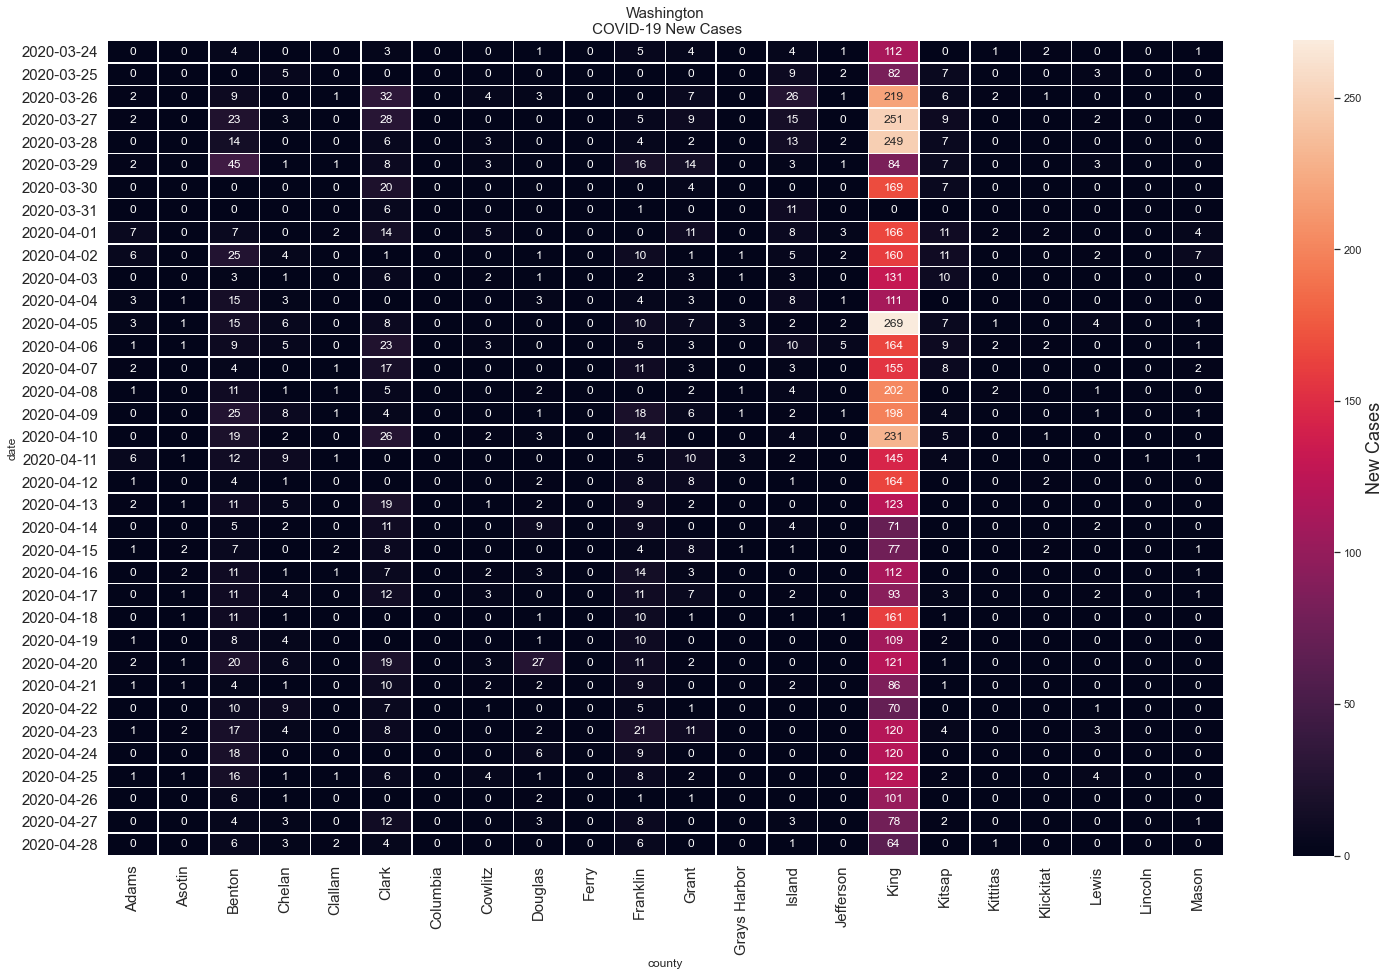 Washington
COVID-19 New Cases
2020-03-24 0 0 4 0 0 3 0 0 1 0 5 4 0 4 1 112 4 1 2 0 0 1
2020-03-25 0 0 0 5 0 0 0 0 0 0 0 0 0 9 2 82 7 0 0 3 0 0
2020-03-26 2 0 9 0 1 32 0 4 3 0 0 7 0 26 1 219 6 2 1 0 0 0
2020-03-27 2 0 23 3 0 28 0 0 0 0 5 9 0 15 0 251 9 0 0 2 0 0
2020-03-28 0 0 14 0 0 6 0 3 0 0 4 2 0 13 2 249 7 0 0 0 0 0
2020-03-29 2 0 45 1 1 8 0 3 0 0 16 14 0 3 1 84 7 0 0 3 0 0
2020-03-30 0 0 0 0 0 20 0 0 0 0 0 4 0 0 0 169 7 0 0 0 0 0
2020-03-31 0 0 0 0 0 6 0 0 0 0 1 0 0 11 0 0 0 0 0 0 0 0
2020-04-01 7 0 7 0 2 14 0 5 0 0 0 11 0 8 3 166 11 2 2 0 0 4
2020-04-02 6 0 25 4 0 1 0 0 1 0 10 1 1 5 2 160 11 0 0 2 0 7
2020-04-03 0 0 3 1 0 6 0 2 1 0 2 3 1 3 0 131 10 0 0 0 0 0
2020-04-04 3 1 15 3 0 0 0 0 3 0 4 3 0 8 1 111 0 0 0 0 0 0
2020-04-05 3 1 15 6 0 8 0 0 0 0 10 7 3 2 2 269 7 1 0 4 0 1
2020-04-06 1 1 9 5 0 23 0 3 0 0 5 3 0 10 5 164 9 2 2 0 0 1
2020-04-07 2 0 4 0 1 17 0 0 0 0 11 3 0 3 0 155 8 0 0 0 0 2
2020-04-08 1 0 11 1 1 5 0 0 2 0 0 2 1 4 0 202 0 2 0 1 0 0
2020-04-09 0 0 25 8 1 4 0 0 1 0 18 6 1 2 1 198 4 0 0 1 0 1
2020-04-10 0 0 19 2 0 26 0 2 3 0 14 0 0 4 0 231 5 0 1 0 0 0
2020-04-11 6 1 12 9 1 0 0 0 0 0 5 10 3 2 0 145 4 0 0 0 1 1
2020-04-12 1 0 4 1 0 0 0 0 2 0 8 8 0 1 0 164 0 0 2 0 0 0
2020-04-13 2 1 11 5 0 19 0 1 2 0 9 2 0 0 0 123 0 0 0 0 0 0
2020-04-14 0 0 5 2 0 11 0 0 9 0 9 0 0 4 0 71 0 0 0 2 0 0
2020-04-15 1 2 7 0 2 8 0 0 0 0 4 8 1 1 0 77 0 0 2 0 0 1
2020-04-16 0 2 11 1 1 7 0 2 3 0 14 3 0 0 0 112 0 0 0 0 0 1
2020-04-17 0 1 11 4 0 12 0 3 0 0 11 7 0 2 0 93 3 0 0 2 0 1
2020-04-18 0 1 11 1 0 0 0 0 1 0 10 1 0 1 1 161 1 0 0 0 0 0
2020-04-19 1 0 8 4 0 0 0 0 1 0 10 0 0 0 0 109 2 0 0 0 0 0
2020-04-20 2 1 20 6 0 19 0 3 27 0 11 2 0 0 0 121 1 0 0 0 0 0
2020-04-21 1 1 4 1 0 10 0 2 2 0 9 0 0 2 0 86 1 0 0 0 0 0
2020-04-22 0 0 10 9 0 7 0 1 0 0 5 1 0 0 0 70 0 0 0 1 0 0
2020-04-23 1 2 17 4 0 8 0 0 2 0 21 11 0 0 0 120 4 0 0 3 0 0
2020-04-24 0 0 18 0 0 0 0 0 6 0 9 0 0 0 0 120 0 0 0 0 0 0
2020-04-25 1 1 16 1 1 6 0 4 1 0 8 2 0 0 0 122 2 0 0 4 0 0
2020-04-26 0 0 6 1 0 0 0 0 2 0 1 1 0 0 0 101 0 0 0 0 0 0
2020-04-27 0 0 4 3 0 12 0 0 3 0 8 0 0 3 0 78 2 0 0 0 0 1
2020-04-28 0 0 6 3 2 4 0 0 0 0 6 0 0 1 0 64 0 1 0 0 0 0
Adams Asotin Benton Chelan Clallam Clark Columbia Cowlitz Douglas Ferry Franklin Grant Grays Harbor Island Jefferson King Kitsap Kittitas Klickitat Lewis Lincoln Mason
county
date
250
200
150
100
50
0
New Cases